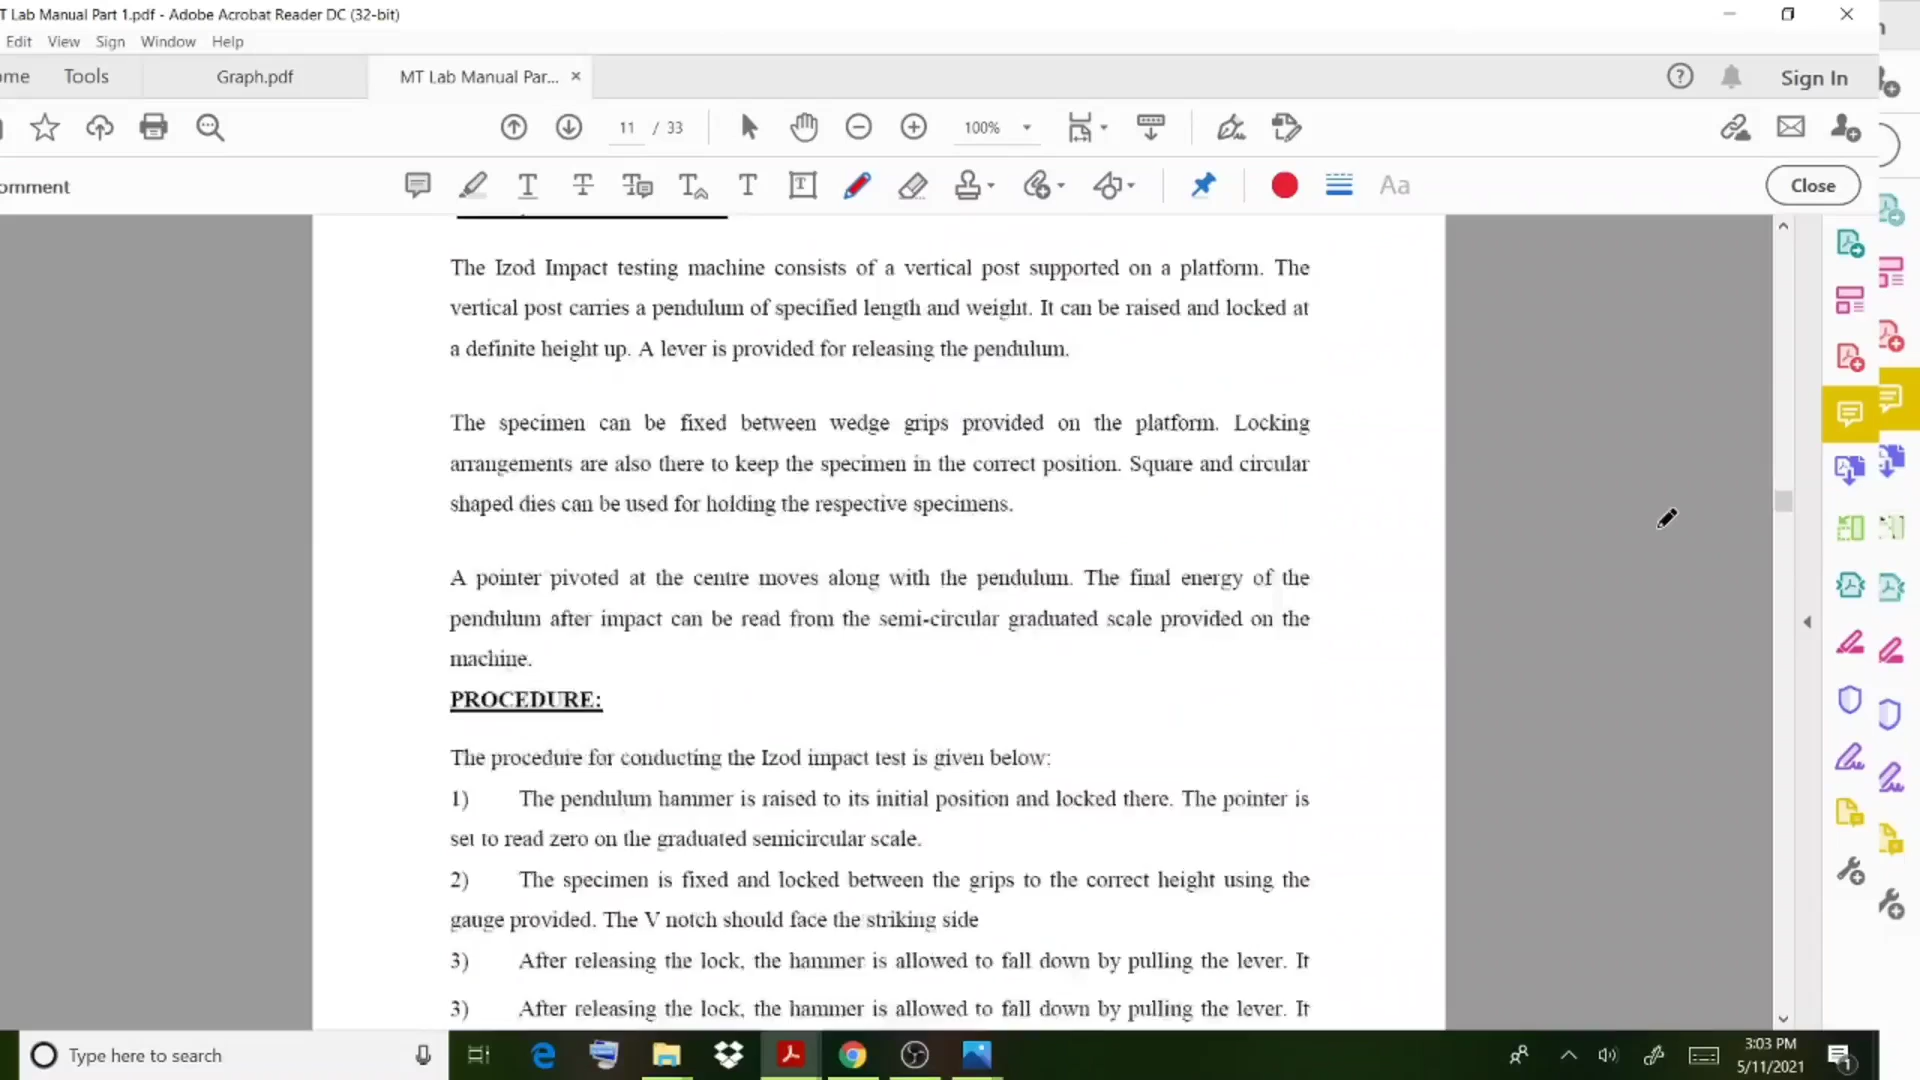 T Lab Manual Part 1.pdf - Adobe Acrobat Reader DC (32-bit)
Edit View Sign Window Help
ome Tools Graph.pdf MT Lab Manual Par... × Sign In
11 / 33 100%
omment Aa Close
The Izod Impact testing machine consists of a vertical post supported on a platform. The
vertical post carries a pendulum of specified length and weight. It can be raised and locked at
a definite height up. A lever is provided for releasing the pendulum.
The specimen can be fixed between wedge grips provided on the platform. Locking
arrangements are also there to keep the specimen in the correct position. Square and circular
shaped dies can be used for holding the respective specimens.
A pointer pivoted at the centre moves along with the pendulum. The final energy of the
pendulum after impact can be read from the semi-circular graduated scale provided on the
machine.
PROCEDURE:
The procedure for conducting the Izod impact test is given below:
1) The pendulum hammer is raised to its initial position and locked there. The pointer is
set to read zero on the graduated semicircular scale.
2) The specimen is fixed and locked between the grips to the correct height using the
gauge provided. The V notch should face the striking side
3) After releasing the lock, the hammer is allowed to fall down by pulling the lever. It
3) After releasing the lock, the hammer is allowed to fall down by pulling the lever. It
Type here to search
3:03 PM
5/11/2021
1